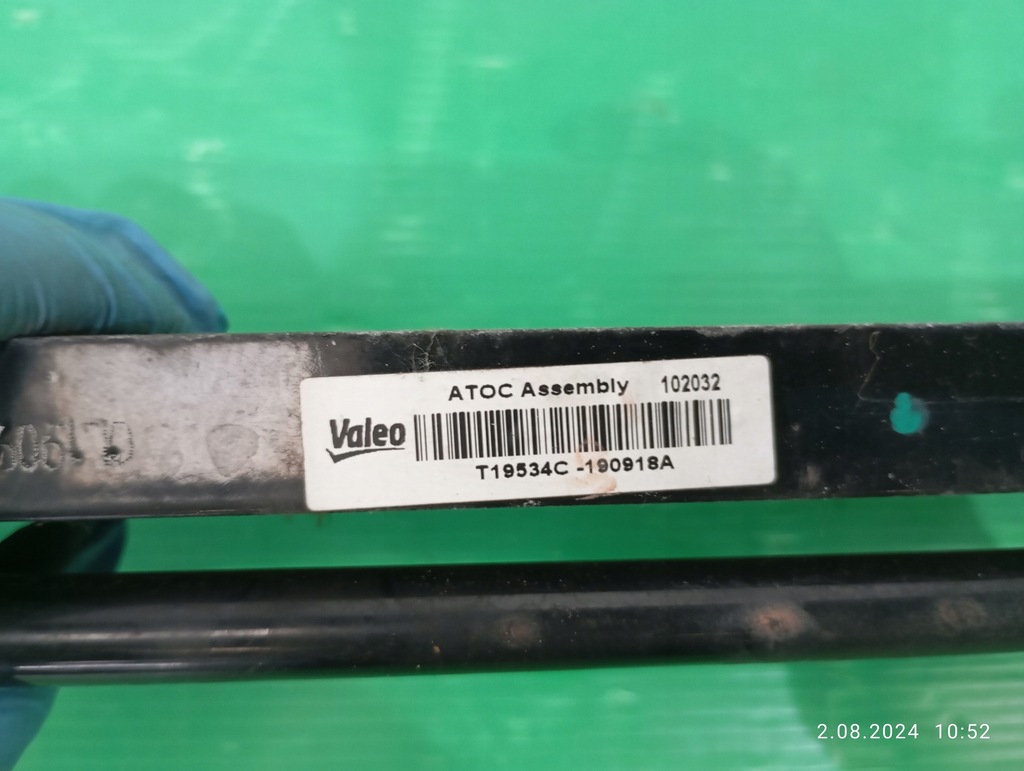 ATOC Assembly 102032
Valeo
T19534C -190918A
2.08.2024 10:52